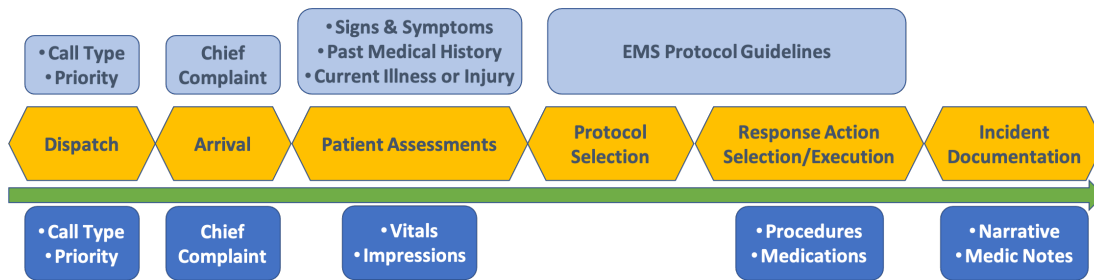 • Call Type
• Priority
Chief
Complaint
• Signs & Symptoms
• Past Medical History
• Current Illness or Injury
EMS Protocol Guidelines
Dispatch
Arrival
Patient Assessments
Protocol
Selection
Response Action
Selection/Execution
Incident
Documentation
• Call Type
• Priority
Chief
Complaint
• Vitals
• Impressions
• Procedures
• Medications
• Narrative
• Medic Notes